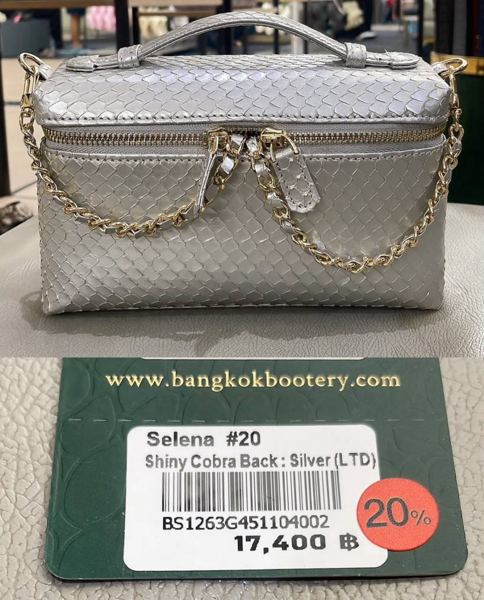 www.bangkokbootery.com
Selena #20
Shiny Cobra Back : Silver (LTD)
BS1263G451104002
17,400 ฿
20%